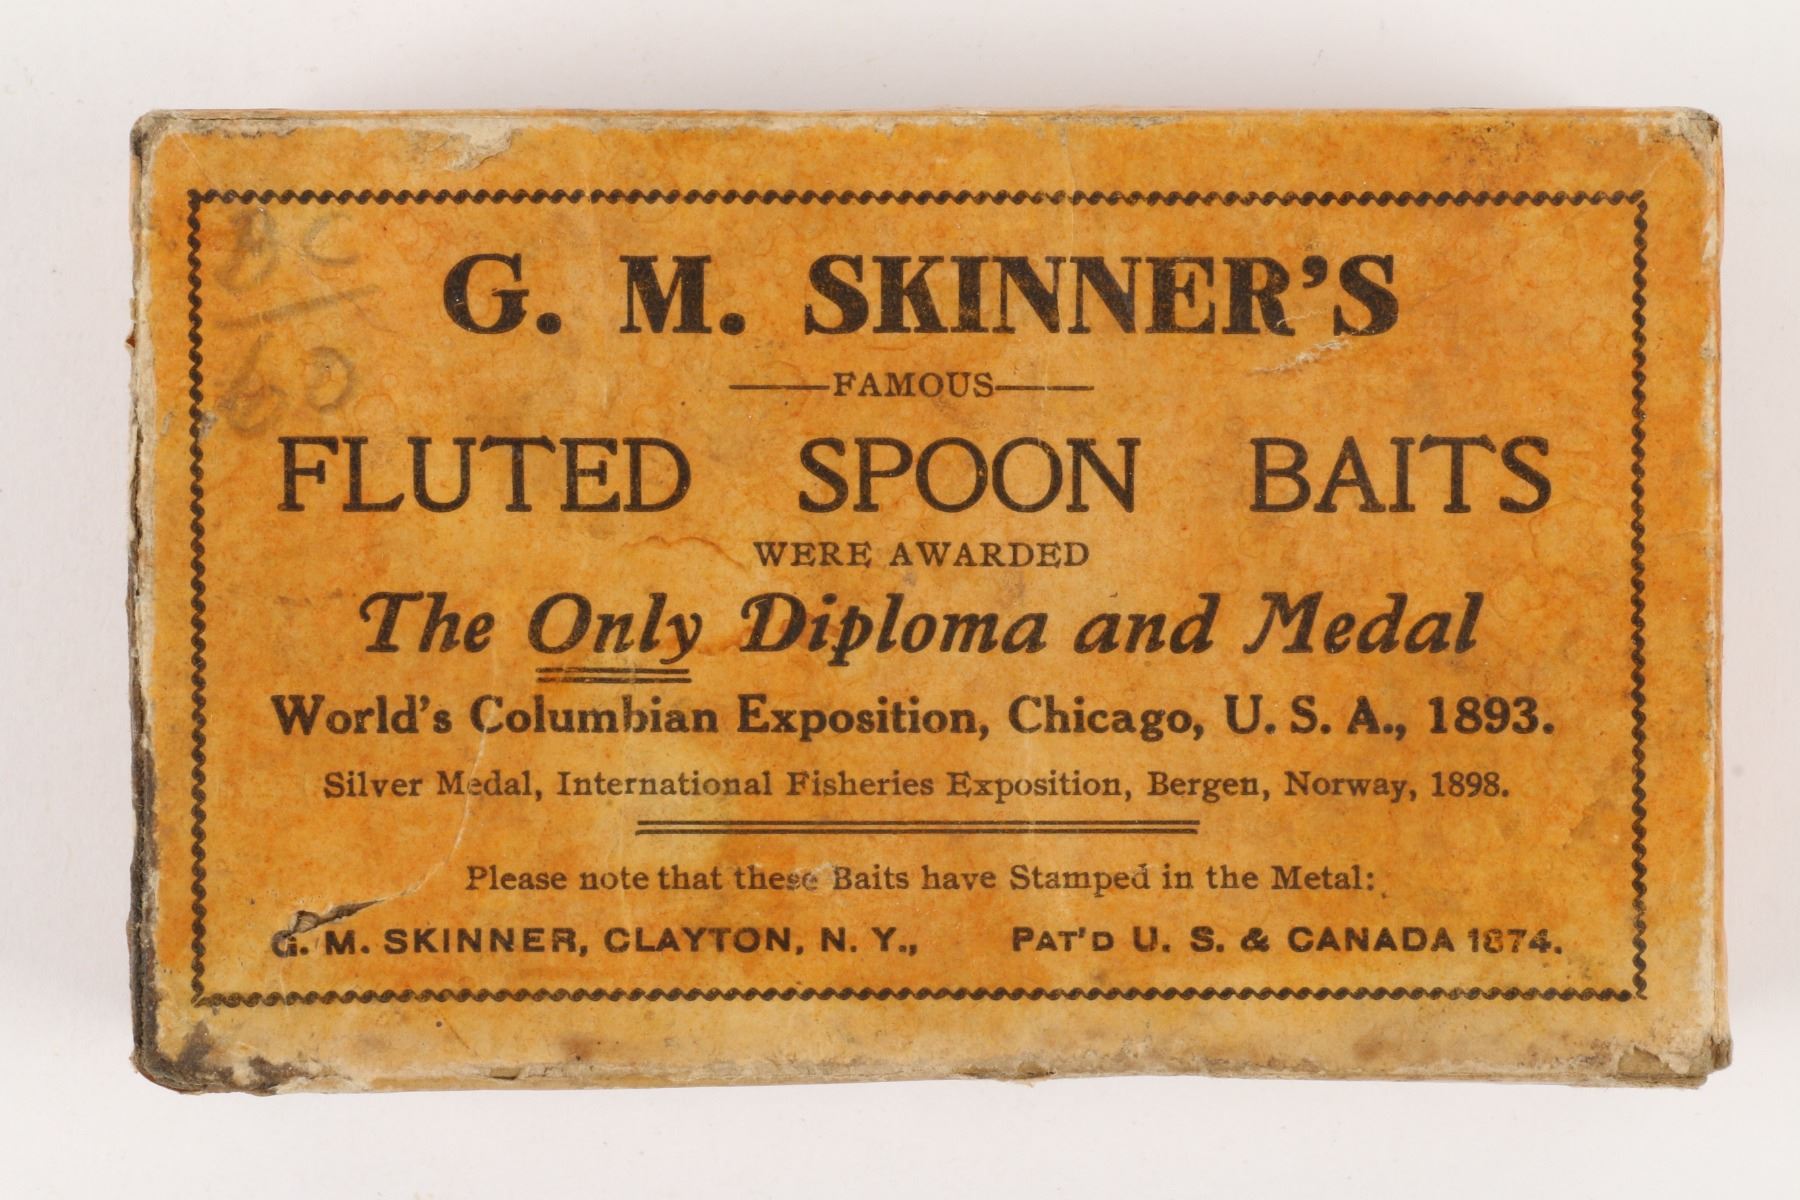 BC
60
G. M. SKINNER'S
FAMOUS
FLUTED SPOON BAITS
WERE AWARDED
The Only Diploma and Medal
World's Columbian Exposition, Chicago, U. S. A., 1893.
Silver Medal, International Fisheries Exposition, Bergen, Norway, 1898.
Please note that these Baits have Stamped in the Metal:
G. M. SKINNER, CLAYTON, N. Y., PAT'D U. S. & CANADA 1874.